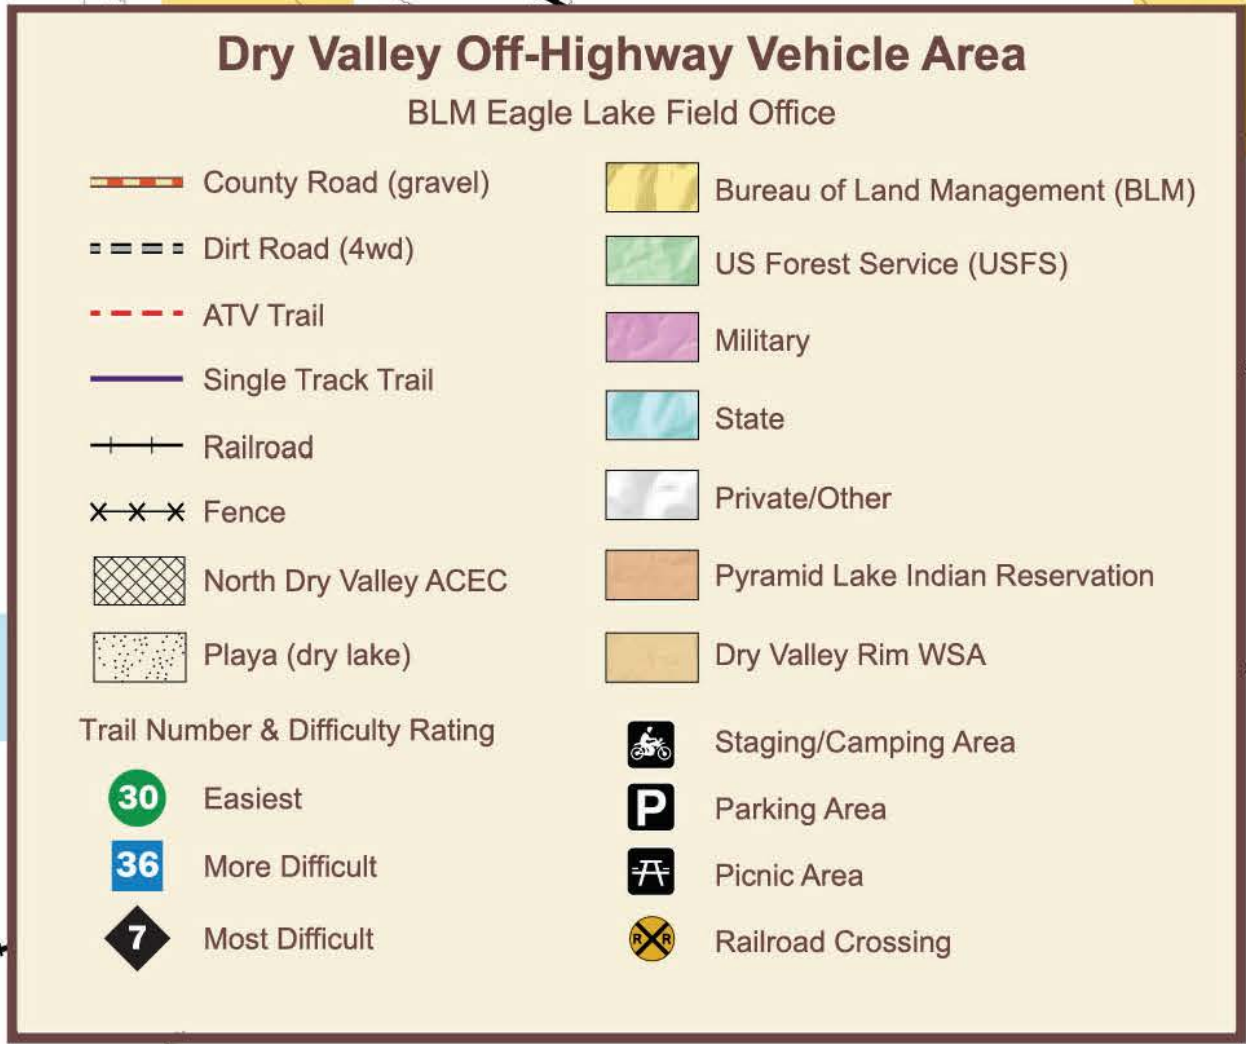 Dry Valley Off-Highway Vehicle Area
BLM Eagle Lake Field Office
County Road (gravel)
Dirt Road (4wd)
ATV Trail
Single Track Trail
Railroad
Fence
North Dry Valley ACEC
Playa (dry lake)
Trail Number & Difficulty Rating
30 Easiest
36 More Difficult
7 Most Difficult
Bureau of Land Management (BLM)
US Forest Service (USFS)
Military
State
Private/Other
Pyramid Lake Indian Reservation
Dry Valley Rim WSA
Staging/Camping Area
P Parking Area
Picnic Area
R R Railroad Crossing